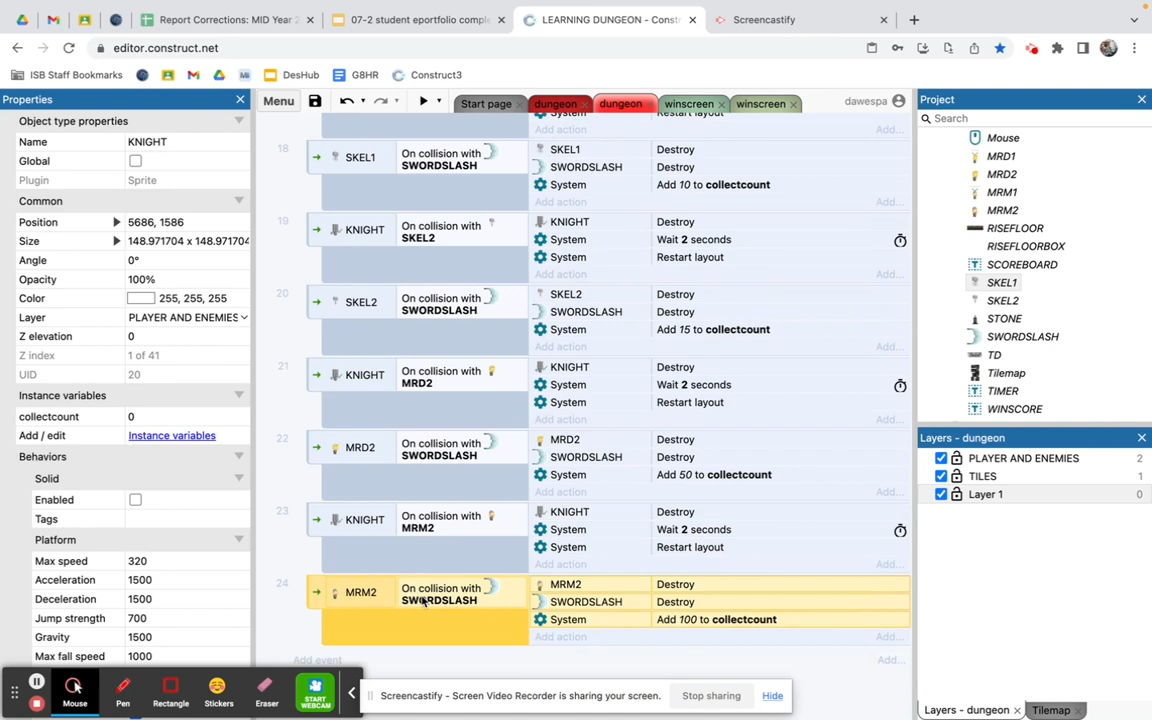 Report Corrections: MID Year 2
07-2 student eportfolio comple
LEARNING DUNGEON - Constr
Screencastify
editor.construct.net
ISB Staff Bookmarks
DesHub
G8HR
Construct3
Properties
Menu
Start page
dungeon
dungeon
winscreen
winscreen
dawespa
Project
Object type properties
Name KNIGHT
Global
Plugin Sprite
Common
Position 5686, 1586
Size 148.971704 x 148.971704
Angle 0°
Opacity 100%
Color 255, 255, 255
Layer PLAYER AND ENEMIES
Z elevation 0
Z index 1 of 41
UID 20
Instance variables
collectcount 0
Add / edit Instance variables
Behaviors
Solid
Enabled
Tags
Platform
Max speed 320
Acceleration 1500
Deceleration 1500
Jump strength 700
Gravity 1500
Max fall speed 1000
System Restart layout
Add action Add...
18 SKEL1 On collision with SWORDSLASH
SKEL1 Destroy
SWORDSLASH Destroy
System Add 10 to collectcount
Add action Add...
19 KNIGHT On collision with SKEL2
KNIGHT Destroy
System Wait 2 seconds
System Restart layout
Add action Add...
20 SKEL2 On collision with SWORDSLASH
SKEL2 Destroy
SWORDSLASH Destroy
System Add 15 to collectcount
Add action Add...
21 KNIGHT On collision with MRD2
KNIGHT Destroy
System Wait 2 seconds
System Restart layout
Add action Add...
22 MRD2 On collision with SWORDSLASH
MRD2 Destroy
SWORDSLASH Destroy
System Add 50 to collectcount
Add action Add...
23 KNIGHT On collision with MRM2
KNIGHT Destroy
System Wait 2 seconds
System Restart layout
Add action Add...
24 MRM2 On collision with SWORDSLASH
MRM2 Destroy
SWORDSLASH Destroy
System Add 100 to collectcount
Add action Add...
Add event Add...
Search
Mouse
MRD1
MRD2
MRM1
MRM2
RISEFLOOR
RISEFLOORBOX
SCOREBOARD
SKEL1
SKEL2
STONE
SWORDSLASH
TD
Tilemap
TIMER
WINSCORE
Layers - dungeon
PLAYER AND ENEMIES 2
TILES 1
Layer 1 0
Layers - dungeon
Tilemap
Mouse
Pen
Rectangle
Stickers
Eraser
START WEBCAM
Screencastify - Screen Video Recorder is sharing your screen.
Stop sharing
Hide